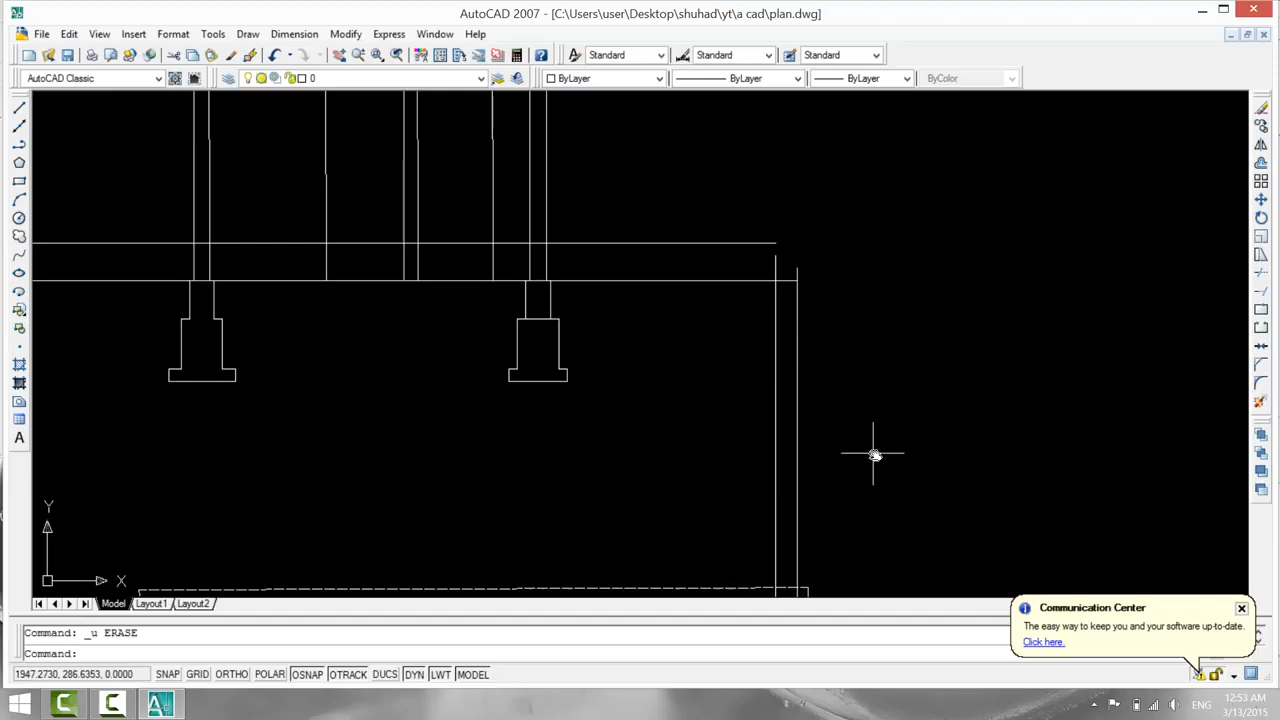 AutoCAD 2007 - [C:\Users\user\Desktop\shuhad\yt\a cad\plan.dwg]
File Edit View Insert Format Tools Draw Dimension Modify Express Window Help
Standard Standard Standard
AutoCAD Classic 0 ByLayer ByLayer ByLayer ByColor
A
Y
X
Model Layout1 Layout2
Command: _u ERASE
Command:
Communication Center
The easy way to keep you and your software up-to-date.
Click here.
1947.2730, 286.6353, 0.0000 SNAP GRID ORTHO POLAR OSNAP OTRACK DUCS DYN LWT MODEL
ENG
12:53 AM
3/13/2015